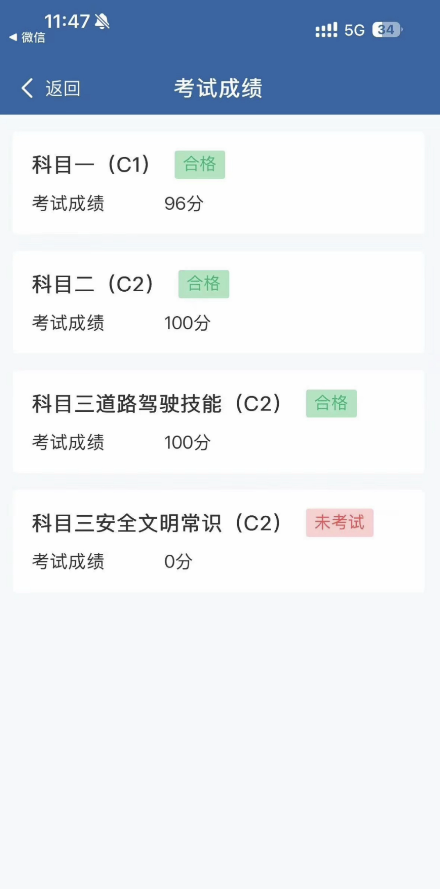 11:47
◀ 微信
5G 34
返回
考试成绩
科目一（C1） 合格
考试成绩 96分
科目二（C2） 合格
考试成绩 100分
科目三道路驾驶技能（C2） 合格
考试成绩 100分
科目三安全文明常识（C2） 未考试
考试成绩 0分